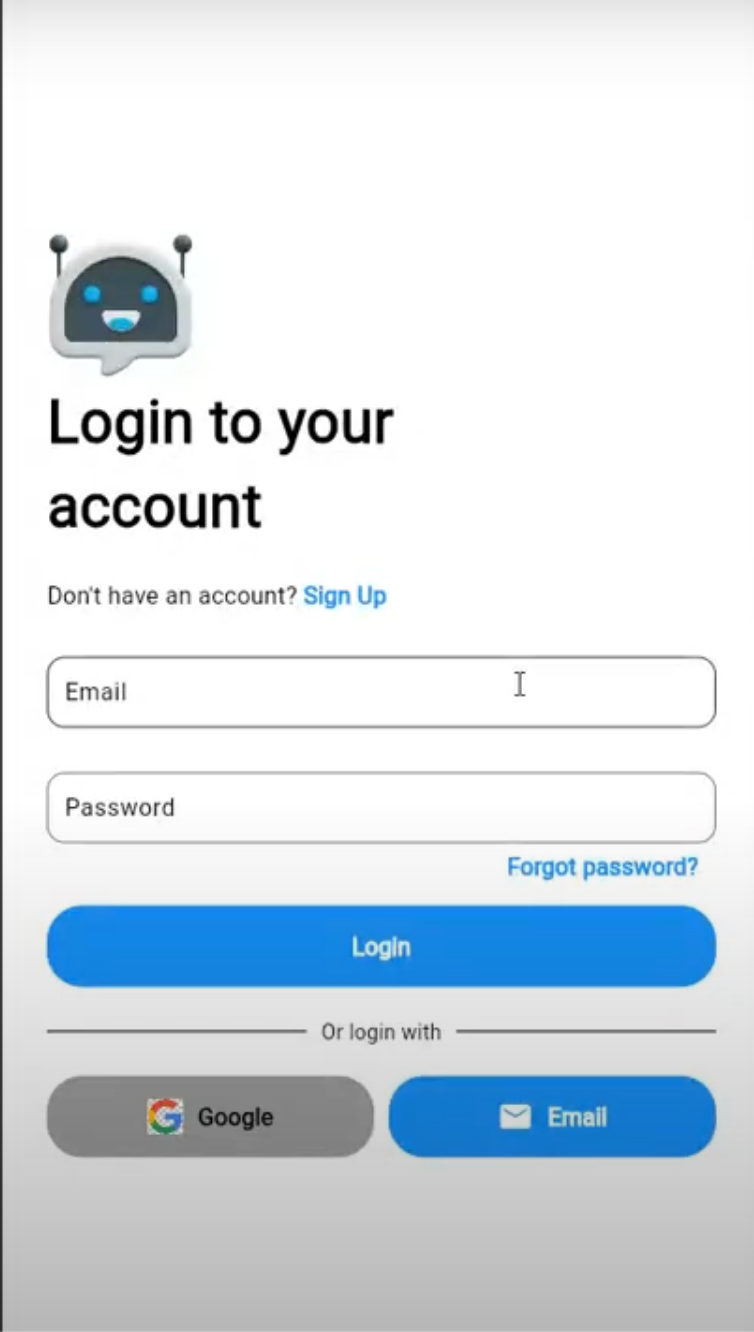 Login to your
account
Don't have an account? Sign Up
Email
Password
Forgot password?
Login
Or login with
Google
Email